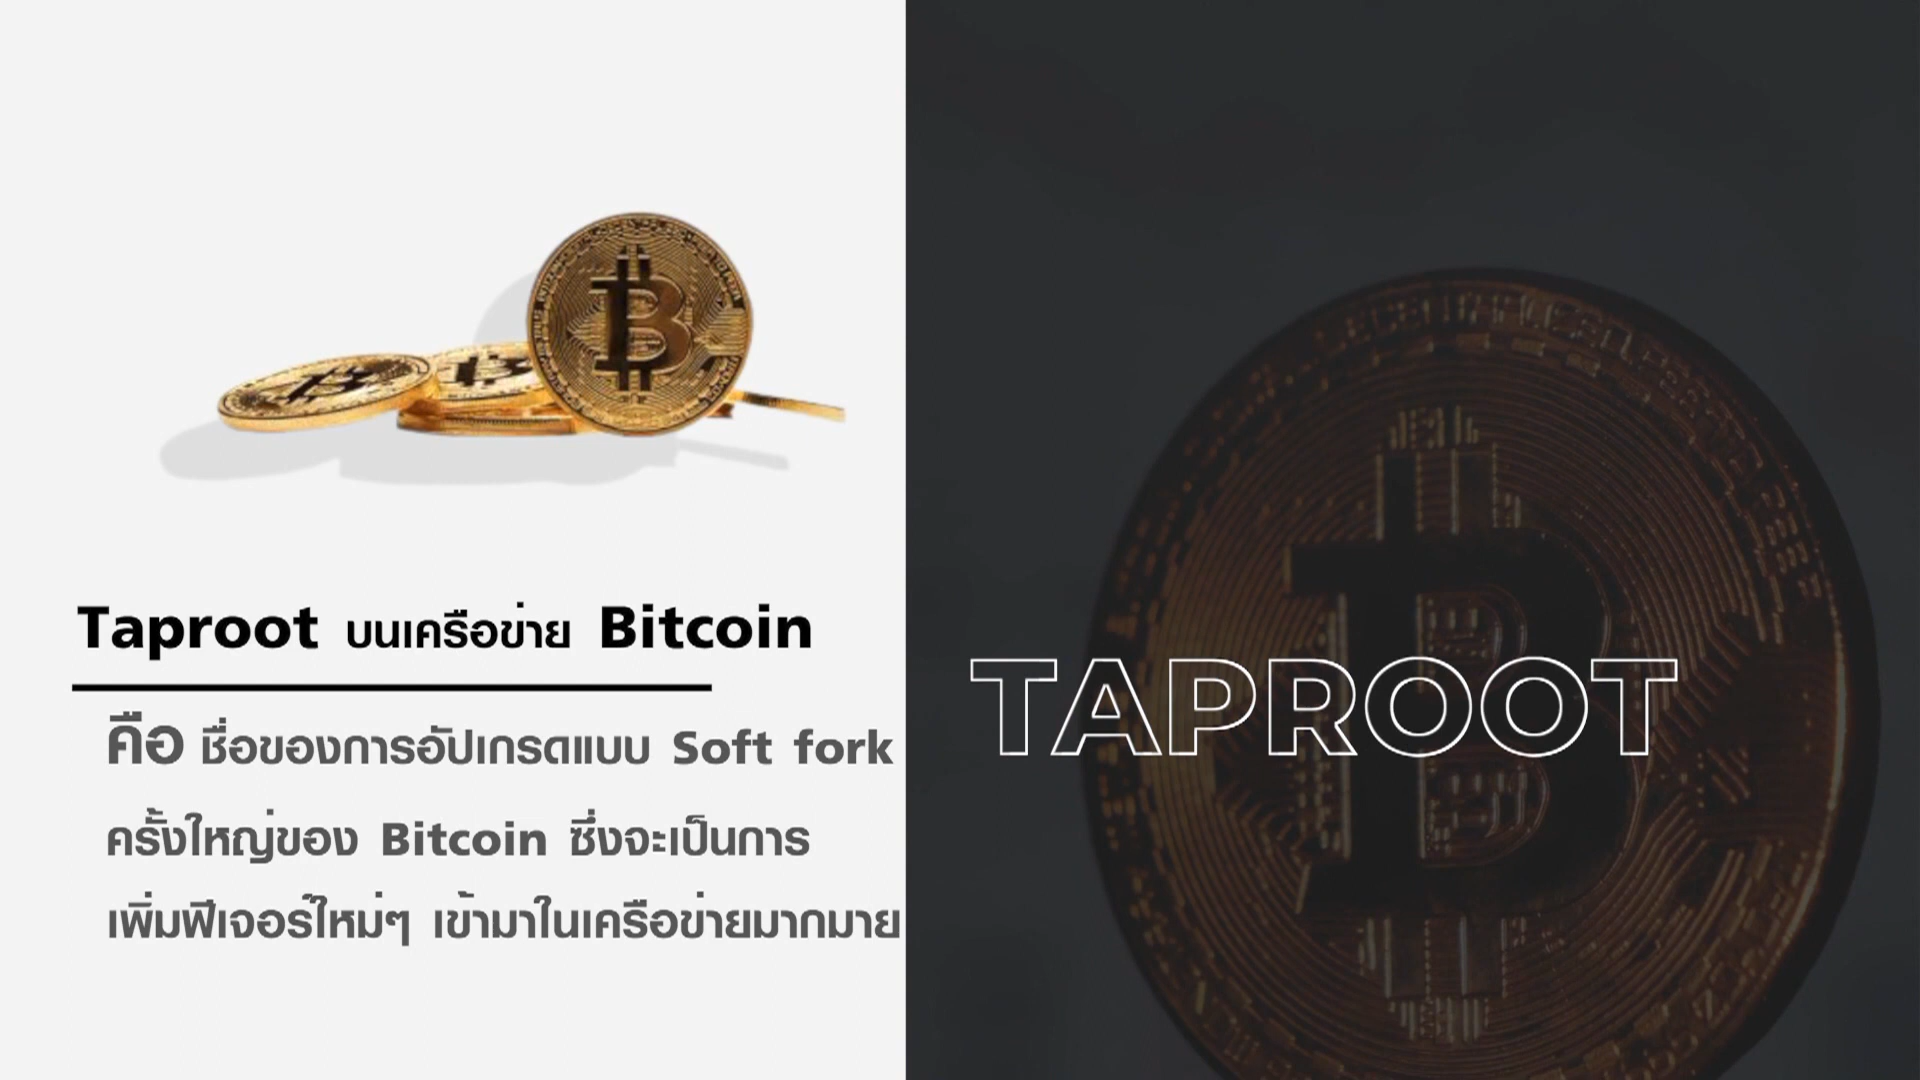 Taproot บนเครือข่าย Bitcoin
คือ ชื่อของการอัปเกรดแบบ Soft fork
ครั้งใหญ่ของ Bitcoin ซึ่งจะเป็นการ
เพิ่มฟีเจอร์ใหม่ๆ เข้ามาในเครือข่ายมากมาย
TAPROOT